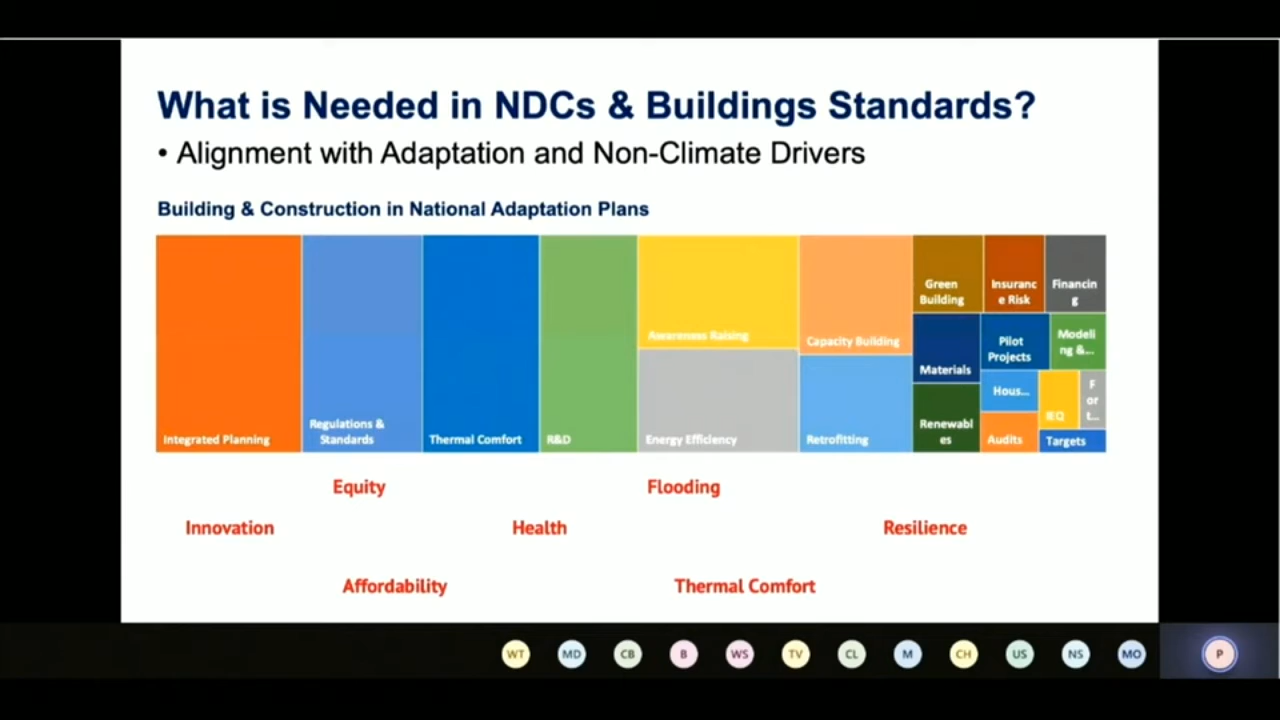 What is Needed in NDCs & Buildings Standards?
• Alignment with Adaptation and Non-Climate Drivers
Building & Construction in National Adaptation Plans
Integrated Planning
Regulations &
Standards
Thermal Comfort
R&D
Awareness Raising
Energy Efficiency
Capacity Building
Retrofitting
Green
Building
Insuranc
e Risk
Financin
g
Materials
Pilot
Projects
Modeli
ng &...
Renewabl
es
Hous...
Audits
IEQ
F
or
t...
Targets
Equity
Flooding
Innovation
Health
Resilience
Affordability
Thermal Comfort
WT
MD
CB
B
WS
TV
CL
M
CH
US
NS
MO
P